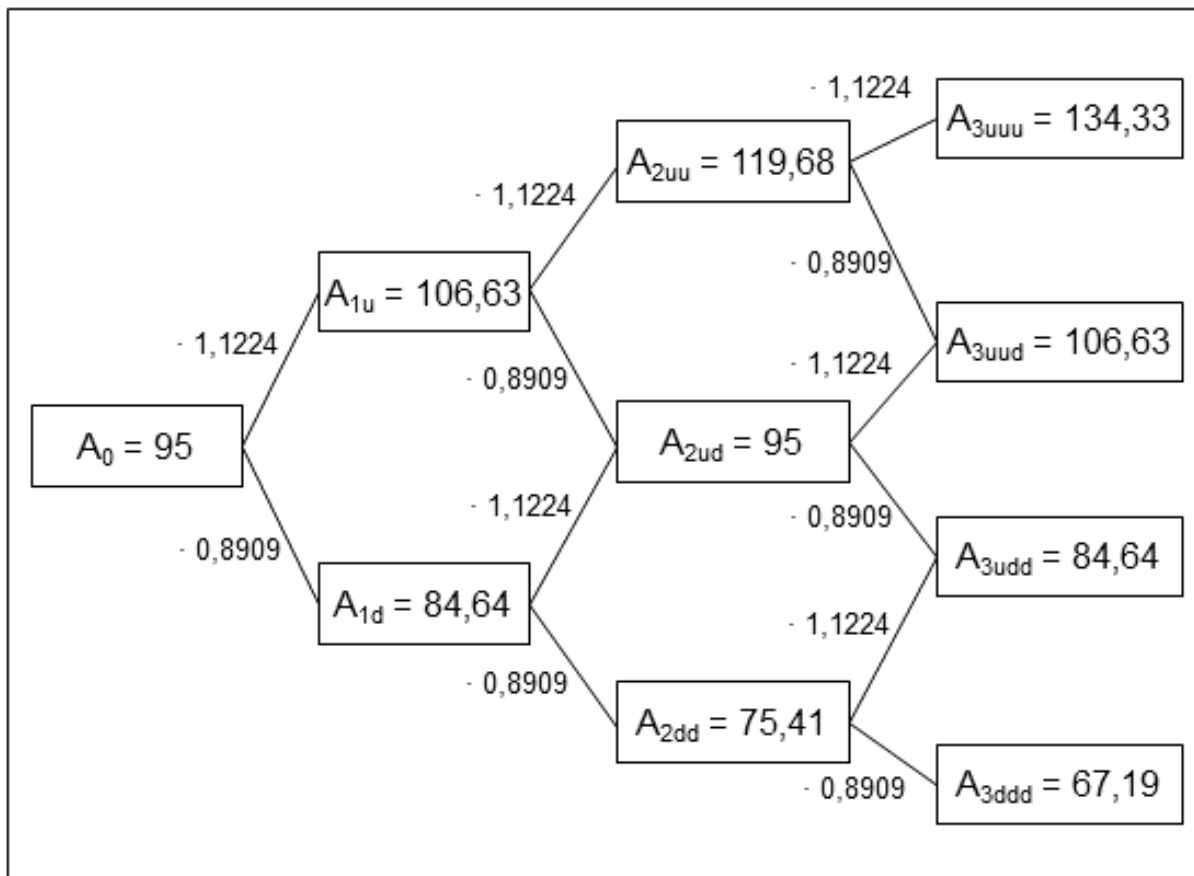 A0 = 95
· 1,1224
· 0,8909
A1u = 106,63
A1d = 84,64
· 1,1224
· 0,8909
· 1,1224
· 0,8909
A2uu = 119,68
A2ud = 95
A2dd = 75,41
· 1,1224
· 0,8909
· 1,1224
· 0,8909
· 1,1224
· 0,8909
A3uuu = 134,33
A3uud = 106,63
A3udd = 84,64
A3ddd = 67,19